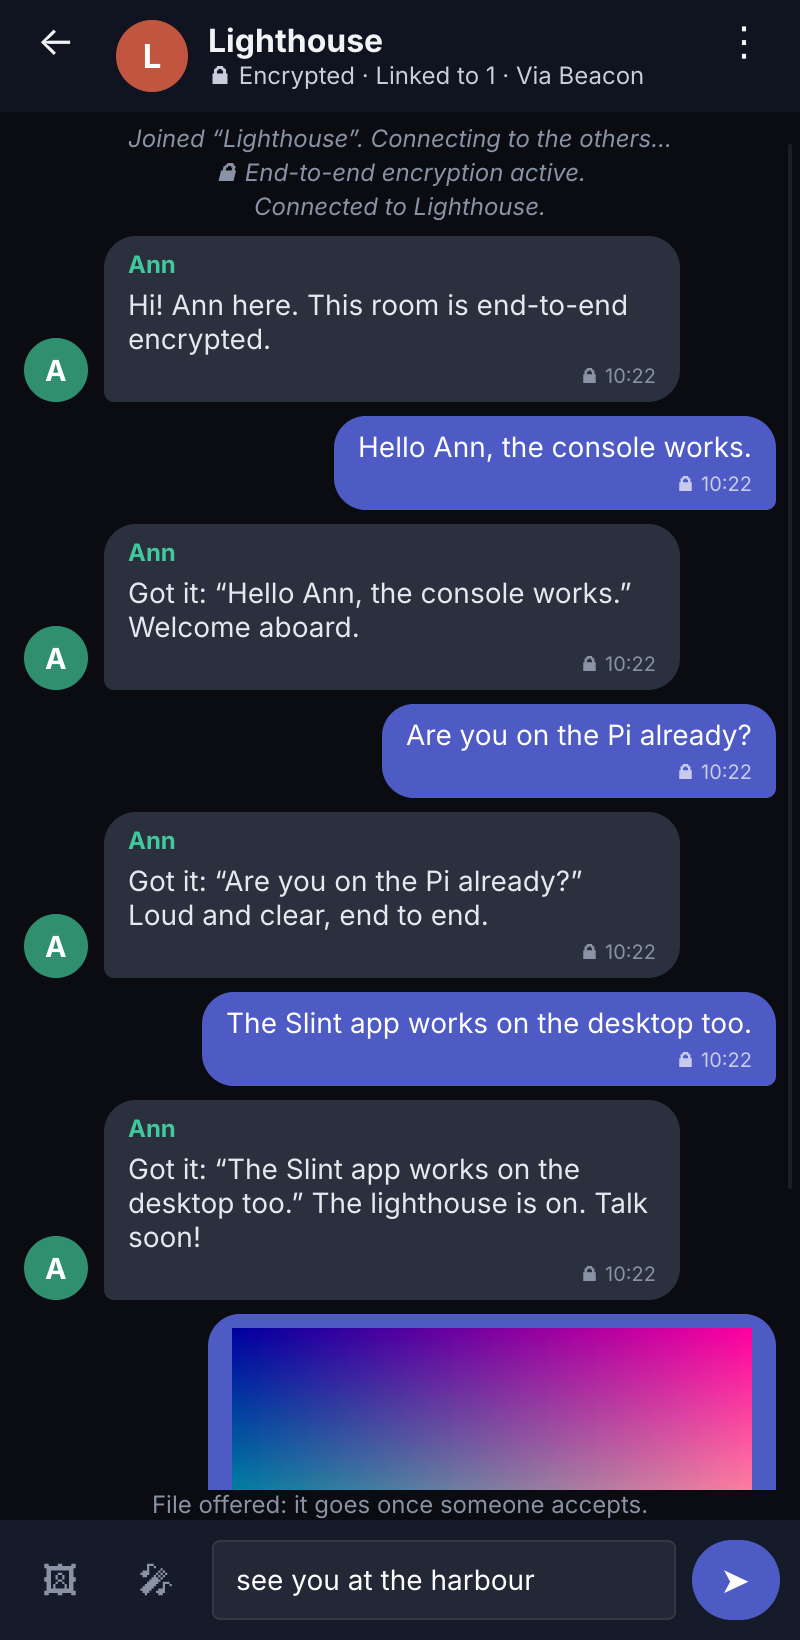 L
Lighthouse
Encrypted · Linked to 1 · Via Beacon
Joined “Lighthouse”. Connecting to the others…
End-to-end encryption active.
Connected to Lighthouse.
Ann
Hi! Ann here. This room is end-to-end
encrypted.
A
10:22
Hello Ann, the console works.
10:22
Ann
Got it: “Hello Ann, the console works.”
Welcome aboard.
A
10:22
Are you on the Pi already?
10:22
Ann
Got it: “Are you on the Pi already?”
Loud and clear, end to end.
A
10:22
The Slint app works on the desktop too.
10:22
Ann
Got it: “The Slint app works on the
desktop too.” The lighthouse is on. Talk
soon!
A
10:22
File offered: it goes once someone accepts.
see you at the harbour